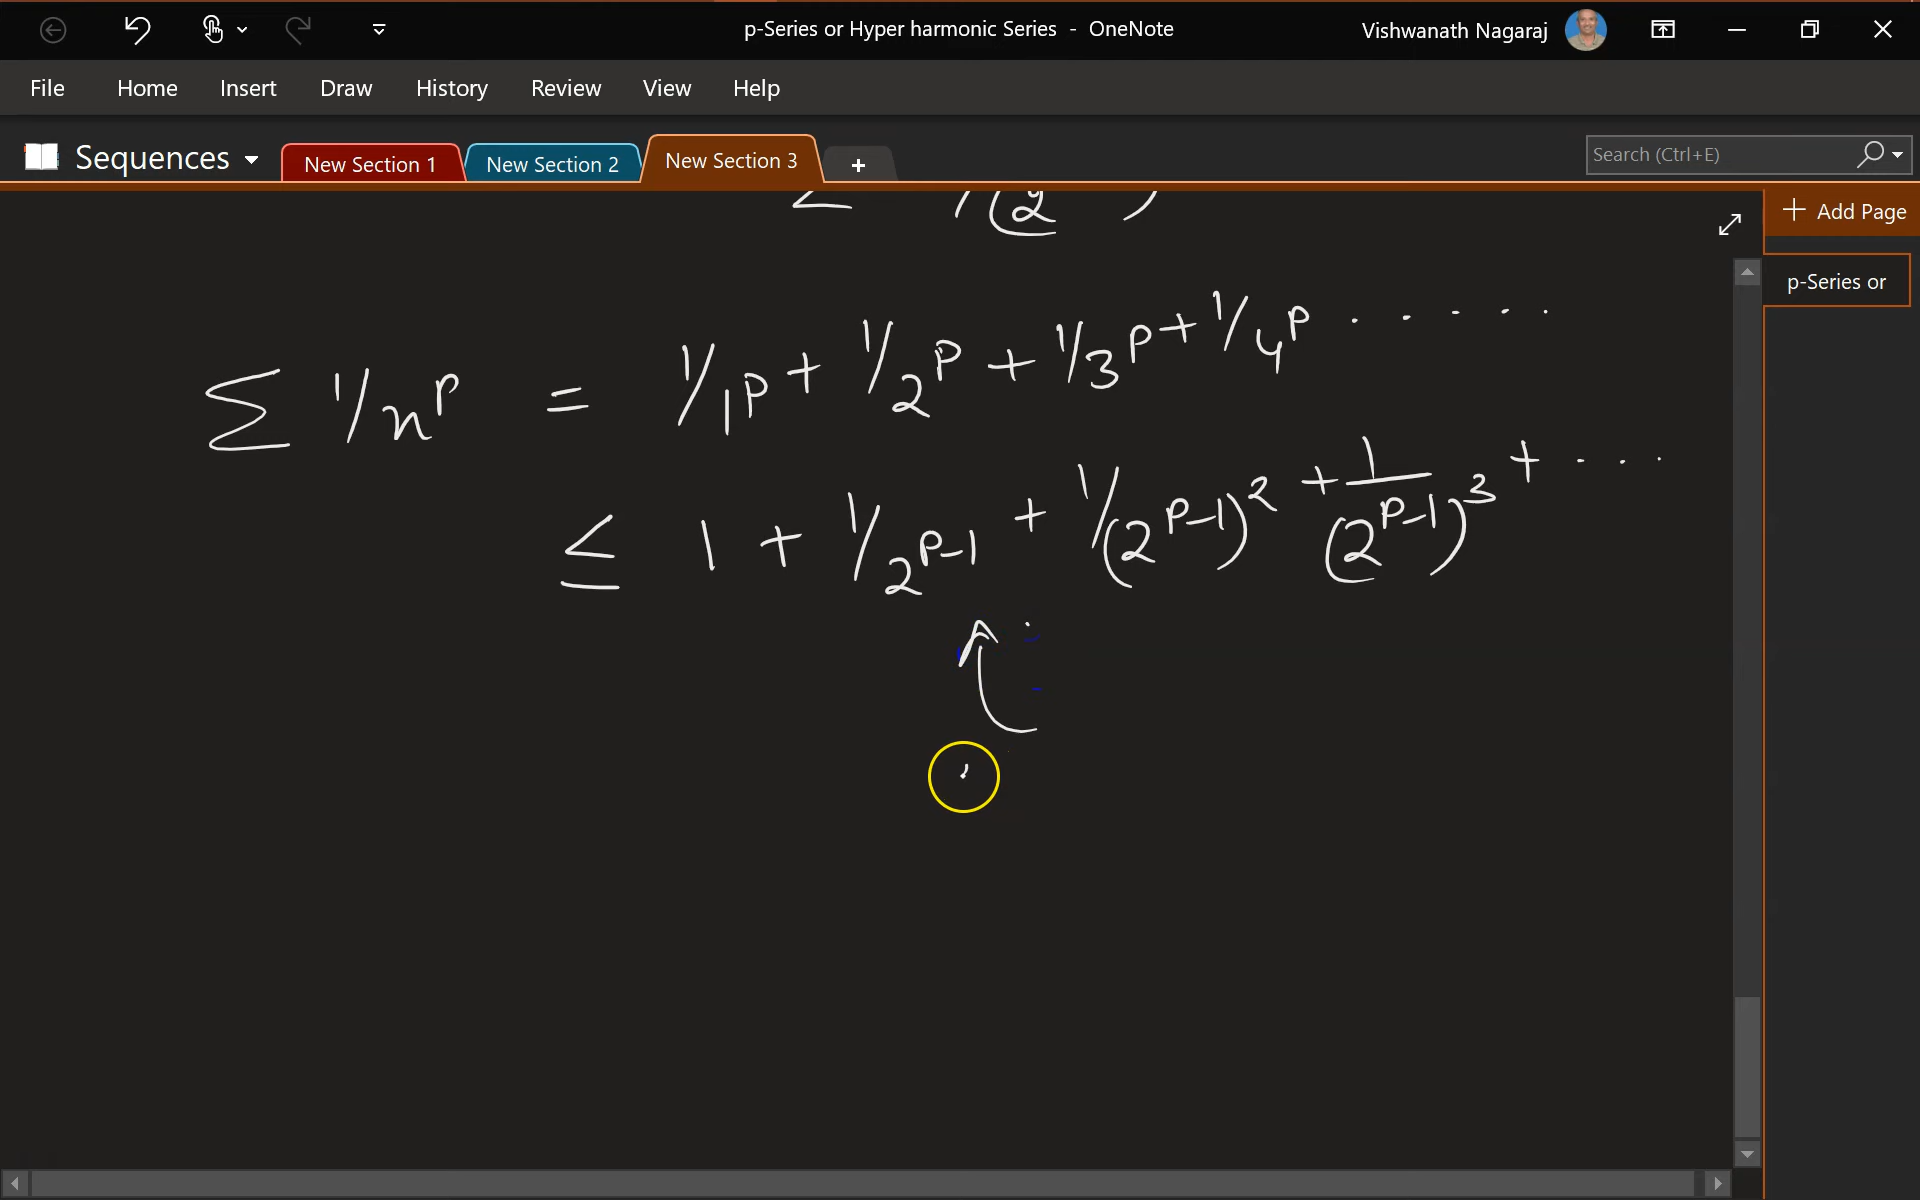 p-Series or Hyper harmonic Series - OneNote
Vishwanath Nagaraj
File Home Insert Draw History Review View Help
Sequences New Section 1 New Section 2 New Section 3 +
Search (Ctrl+E)
+ Add Page
p-Series or
∑ 1/n^p = 1/1^p + 1/2^p + 1/3^p + 1/4^p .....
≤ 1 + 1/2^{p-1} + 1/(2^{p-1})^2 + 1/(2^{p-1})^3 + ....